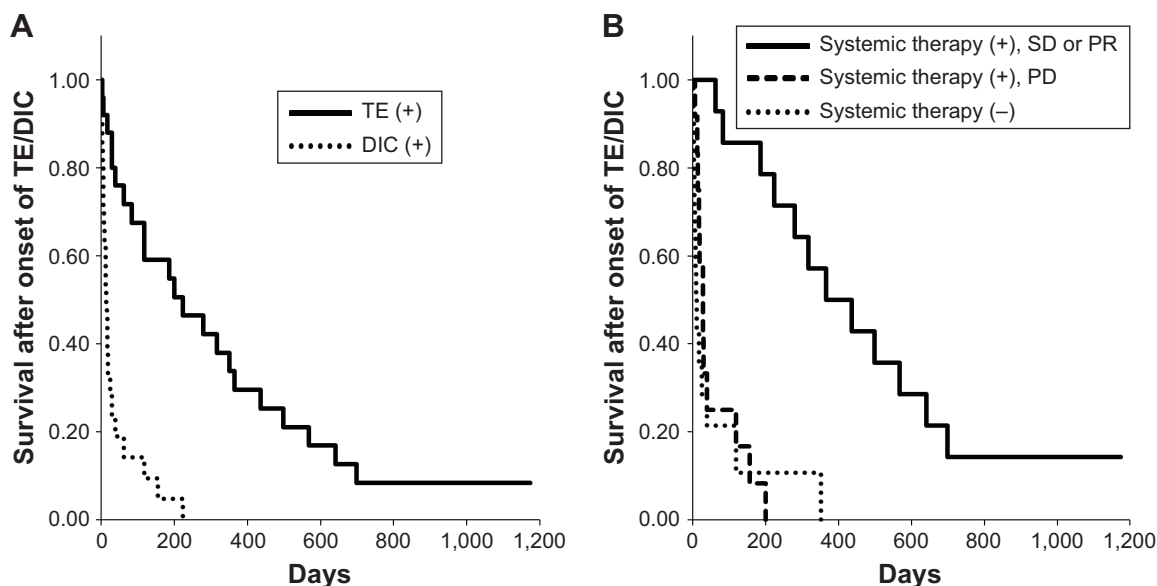 A
Survival after onset of TE/DIC
1.00
0.80
0.60
0.40
0.20
0.00
0 200 400 600 800 1,000 1,200
Days
TE (+)
DIC (+)
B
Survival after onset of TE/DIC
1.00
0.80
0.60
0.40
0.20
0.00
0 200 400 600 800 1,000 1,200
Days
Systemic therapy (+), SD or PR
Systemic therapy (+), PD
Systemic therapy (–)